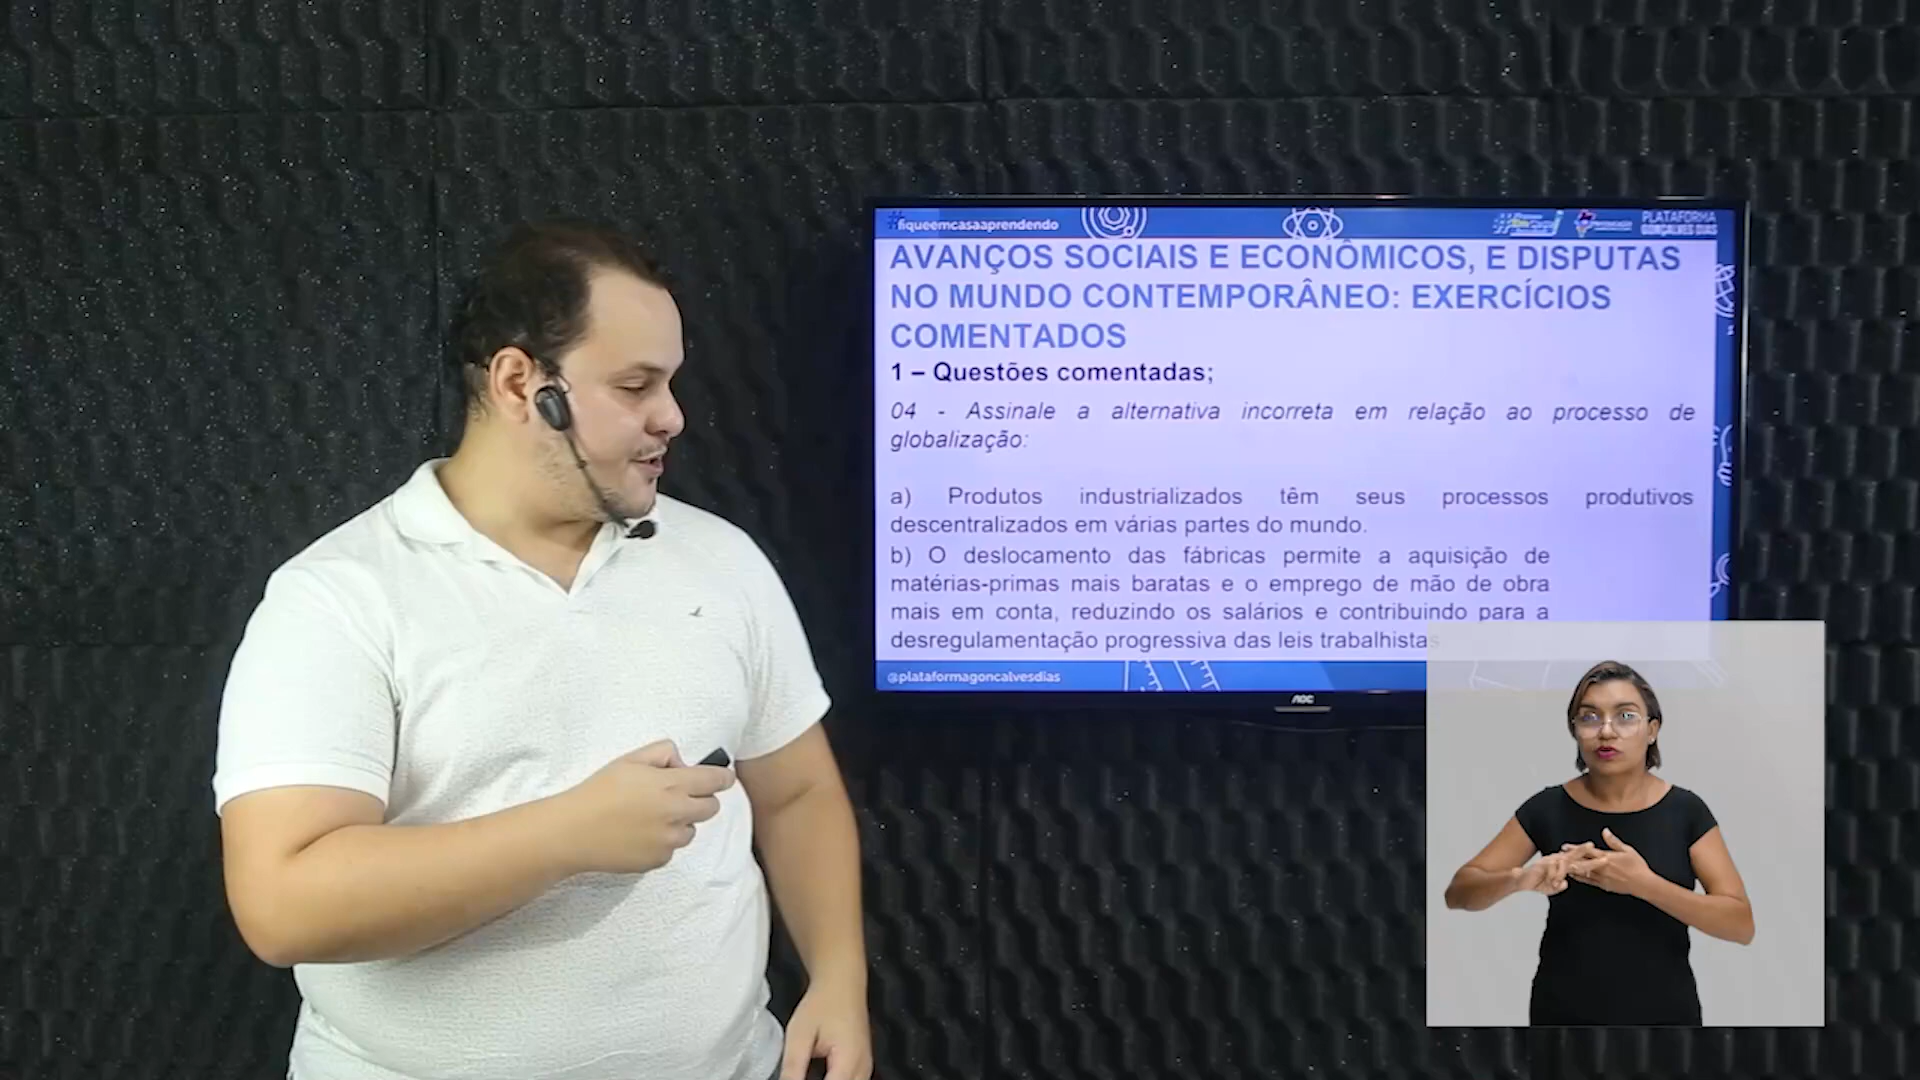 #fiqueemcasaaprendendo
PLATAFORMA
GONÇALVES DIAS
AVANÇOS SOCIAIS E ECONÔMICOS, E DISPUTAS
NO MUNDO CONTEMPORÂNEO: EXERCÍCIOS
COMENTADOS
1 – Questões comentadas;
04 - Assinale a alternativa incorreta em relação ao processo de
globalização:
a) Produtos industrializados têm seus processos produtivos
descentralizados em várias partes do mundo.
b) O deslocamento das fábricas permite a aquisição de
matérias-primas mais baratas e o emprego de mão de obra
mais em conta, reduzindo os salários e contribuindo para a
desregulamentação progressiva das leis trabalhistas
@plataformagoncalvesdias
AOC